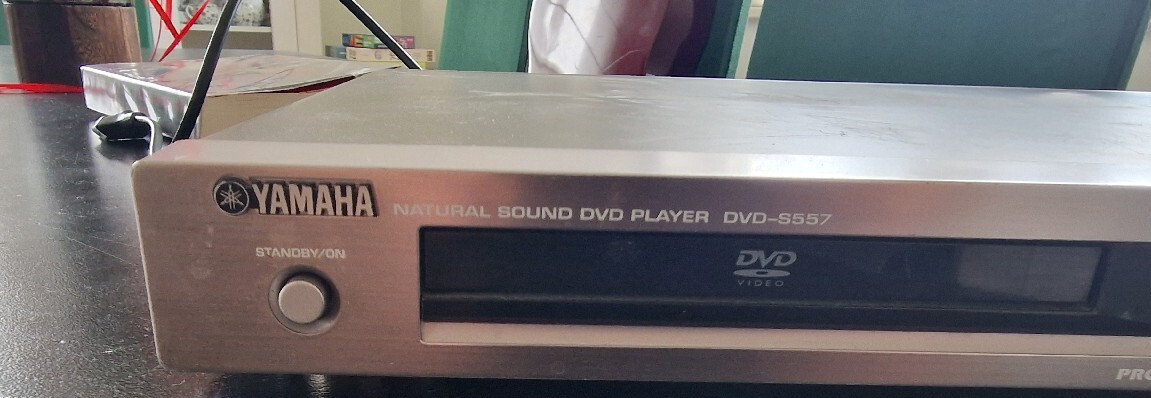 YAMAHA NATURAL SOUND DVD PLAYER DVD-S557
STANDBY/ON
DVD
VIDEO